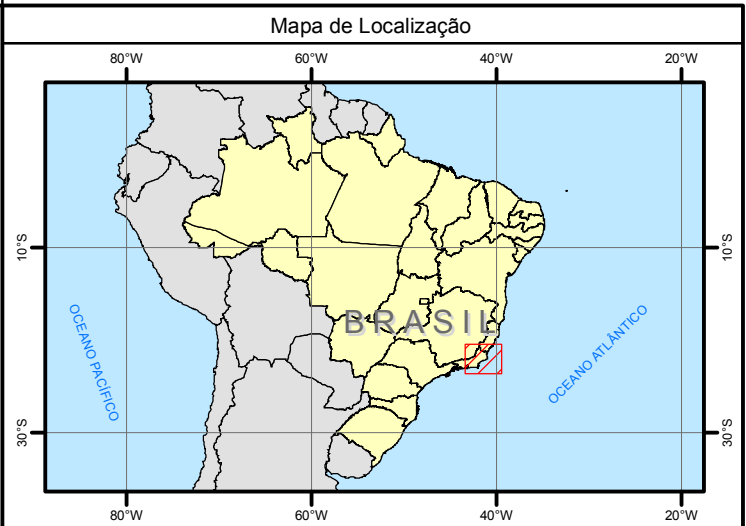 Mapa de Localização
80°W 60°W 40°W 20°W
10°S 10°S
BRASIL
OCEANO PACÍFICO
OCEANO ATLÂNTICO
30°S 30°S
80°W 60°W 40°W 20°W